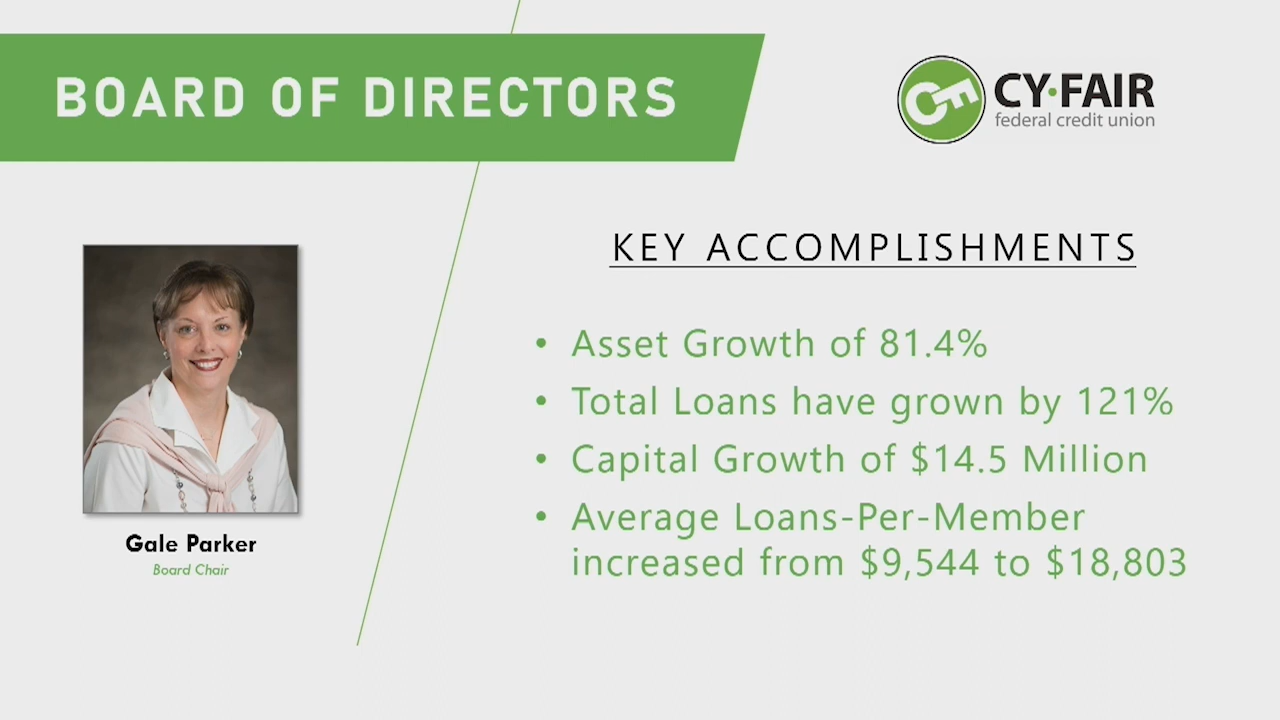 BOARD OF DIRECTORS
CY·FAIR
federal credit union
KEY ACCOMPLISHMENTS
• Asset Growth of 81.4%
• Total Loans have grown by 121%
• Capital Growth of $14.5 Million
• Average Loans-Per-Member
increased from $9,544 to $18,803
Gale Parker
Board Chair